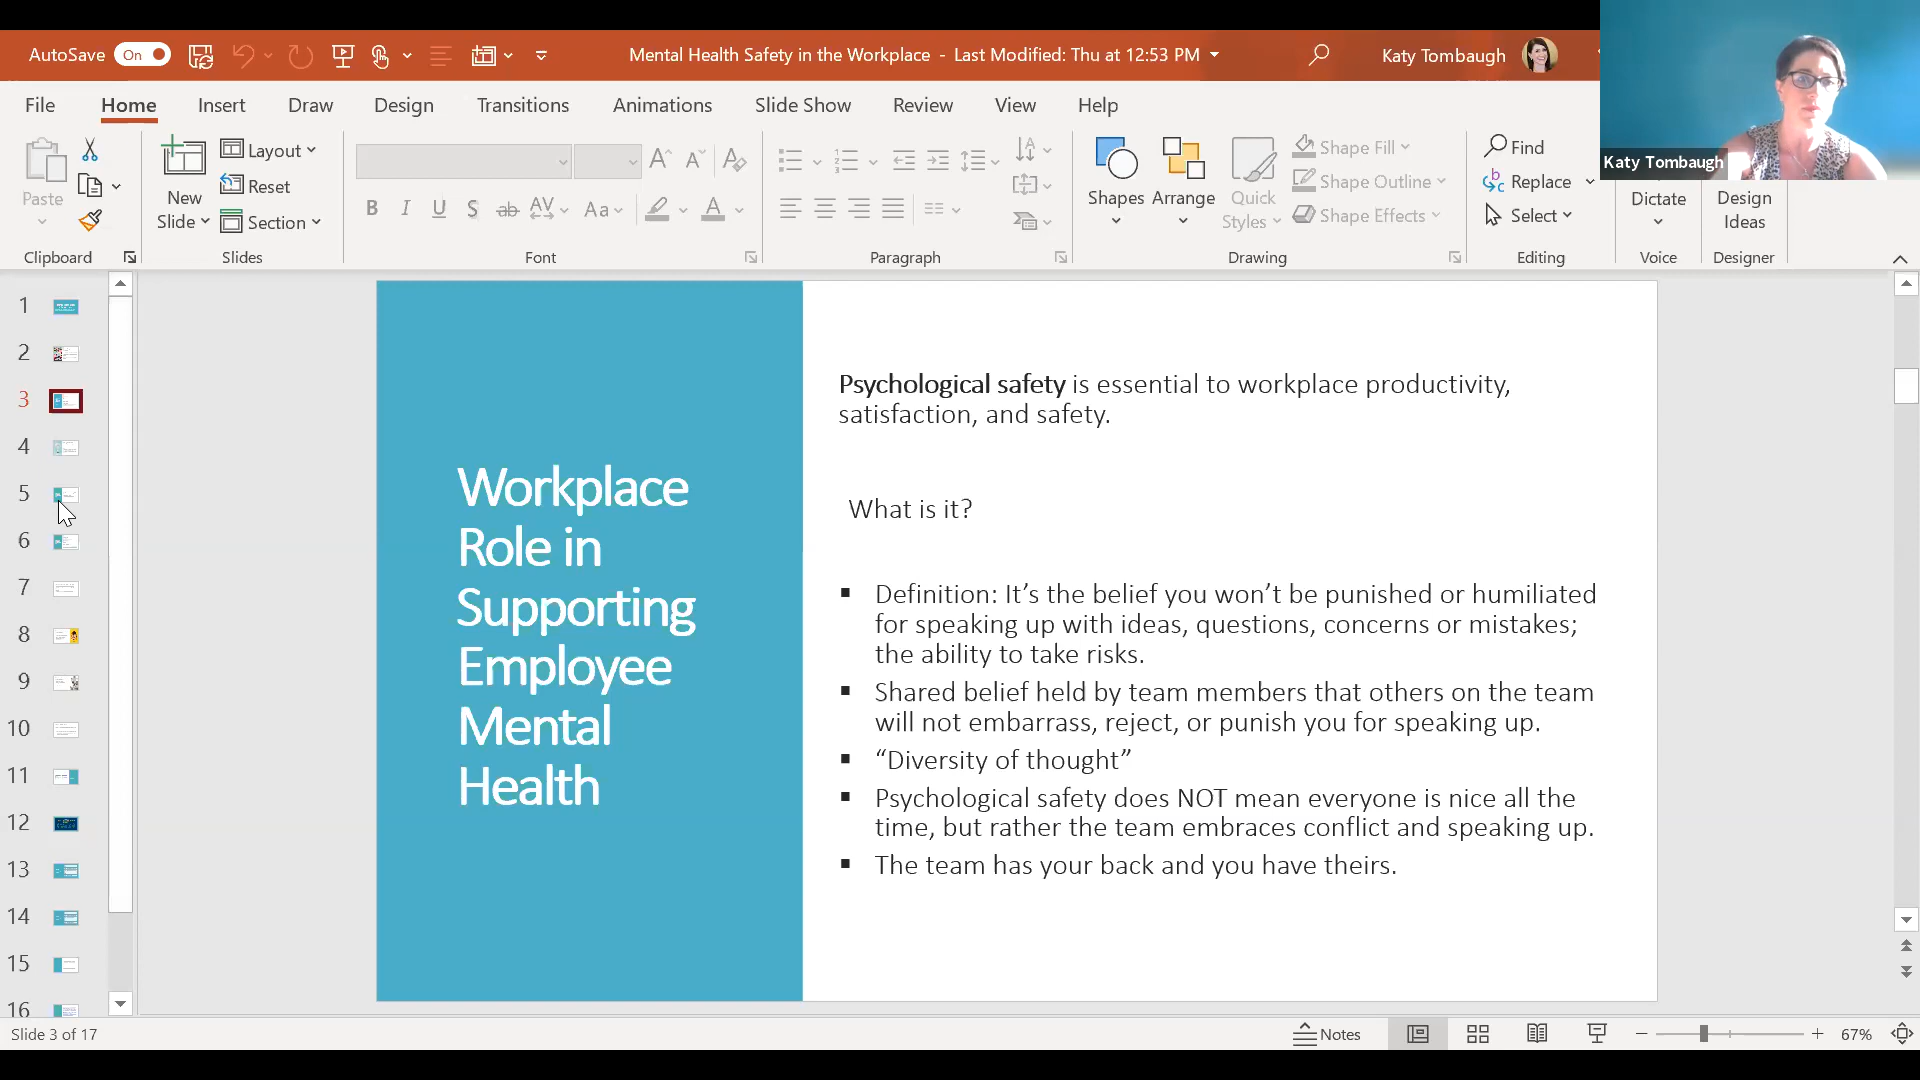 AutoSave On
Mental Health Safety in the Workplace - Last Modified: Thu at 12:53 PM
Katy Tombaugh
File Home Insert Draw Design Transitions Animations Slide Show Review View Help
Paste
Clipboard
New
Slide
Layout
Reset
Section
Slides
B I U S ab AV Aa A
Font
Paragraph
Shapes
Arrange
Quick
Styles
Shape Fill
Shape Outline
Shape Effects
Drawing
Find
Replace
Select
Editing
Dictate
Voice
Design
Ideas
Designer
Katy Tombaugh
1
2
3
4
5
6
7
8
9
10
11
12
13
14
15
16
Workplace
Role in
Supporting
Employee
Mental
Health
Psychological safety is essential to workplace productivity,
satisfaction, and safety.
What is it?
▪ Definition: It’s the belief you won’t be punished or humiliated
for speaking up with ideas, questions, concerns or mistakes;
the ability to take risks.
▪ Shared belief held by team members that others on the team
will not embarrass, reject, or punish you for speaking up.
▪ “Diversity of thought”
▪ Psychological safety does NOT mean everyone is nice all the
time, but rather the team embraces conflict and speaking up.
▪ The team has your back and you have theirs.
Slide 3 of 17
Notes
67%